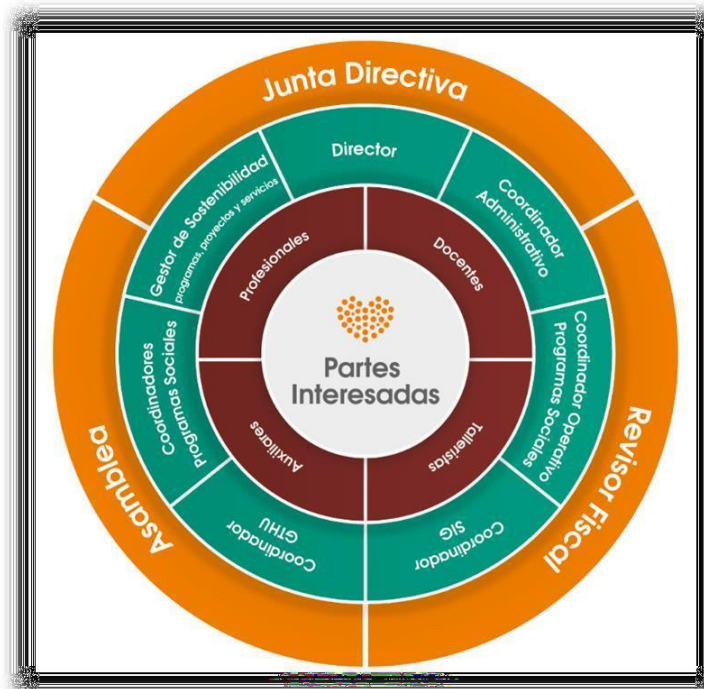 Junta Directiva
Director
Coordinador
Administrativo
Coordinador Operativo
Programas Sociales
Coordinador
SIG
Coordinador
GTHU
Coordinadores
Programas Sociales
Gestor de Sostenibilidad
programas, proyectos y servicios
Profesionales
Docentes
Talleristas
Auxiliares
Partes
Interesadas
Asamblea
Revisor Fiscal